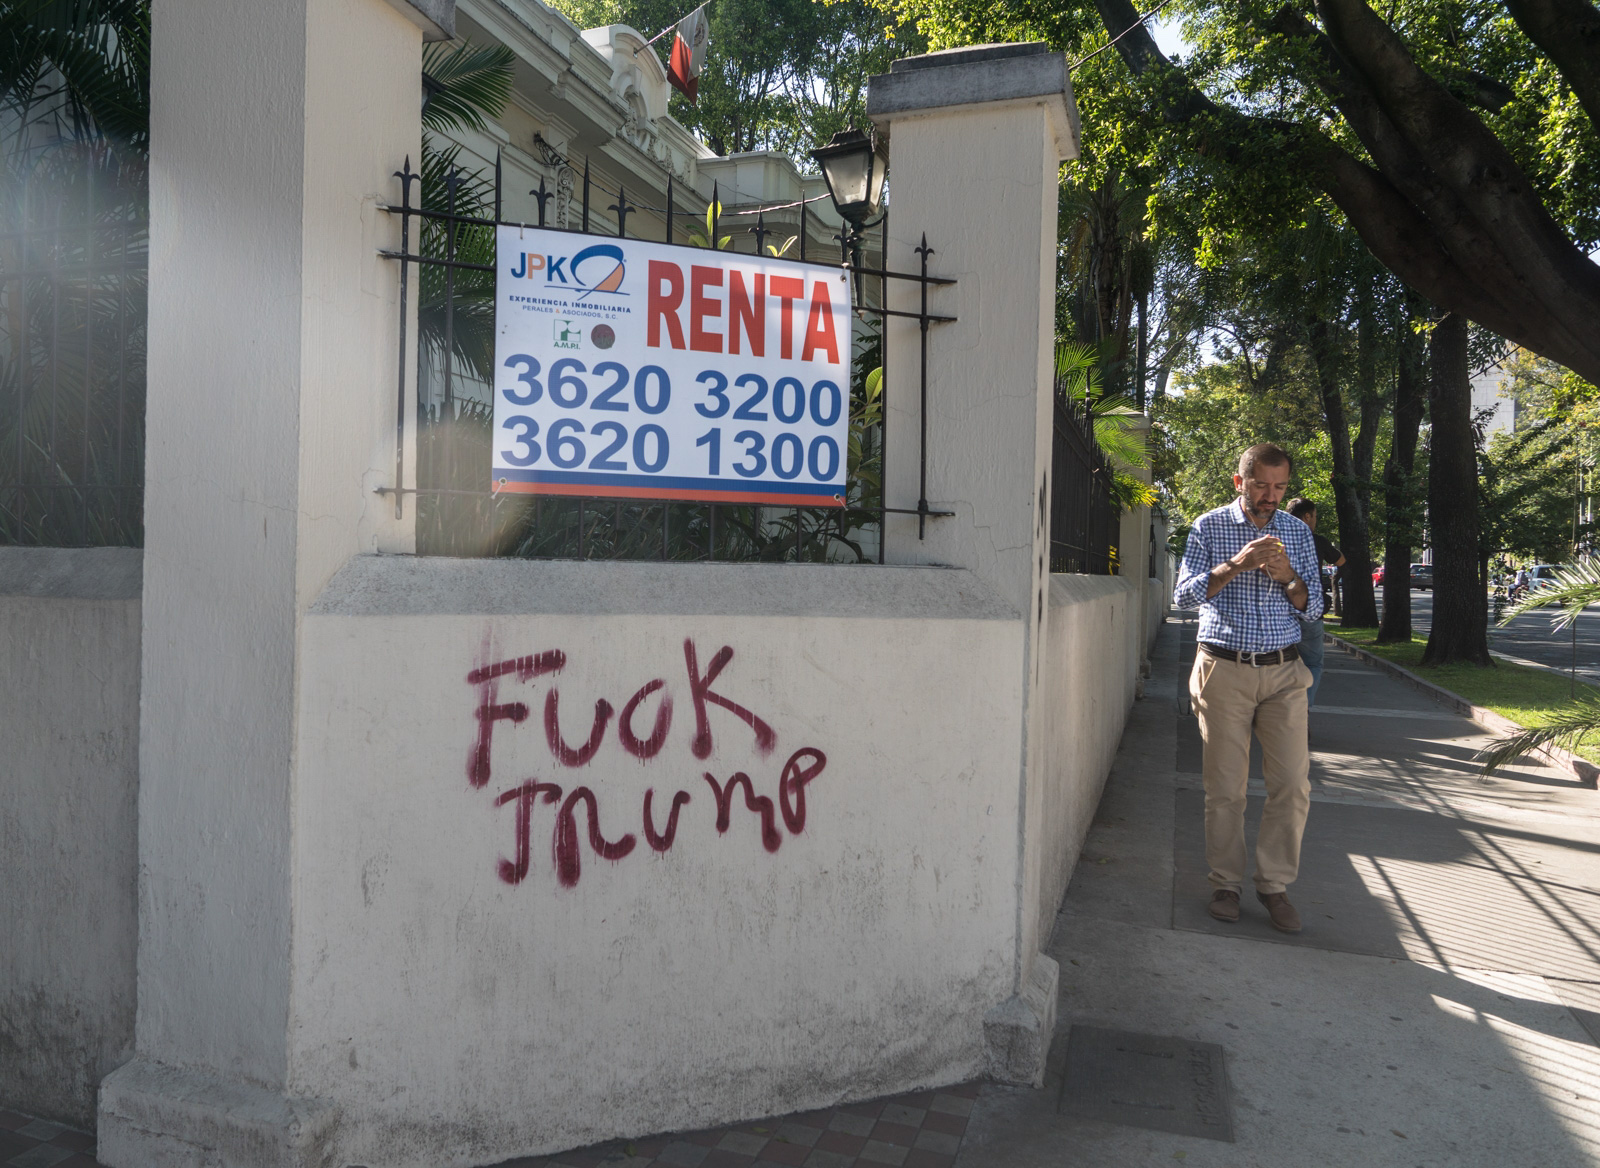 JPK
EXPERIENCIA INMOBILIARIA
PERALES & ASOCIADOS, S.C.
A.M.P.I.
RENTA
3620 3200
3620 1300
FUCK
TRUMP